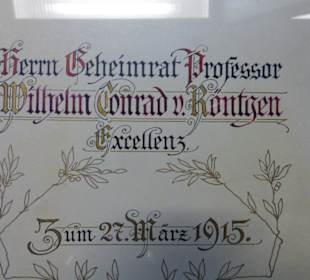 Herrn Geheimrat Professor
Wilhelm Conrad v. Röntgen
Excellenz.
Zum 27. März 1915.